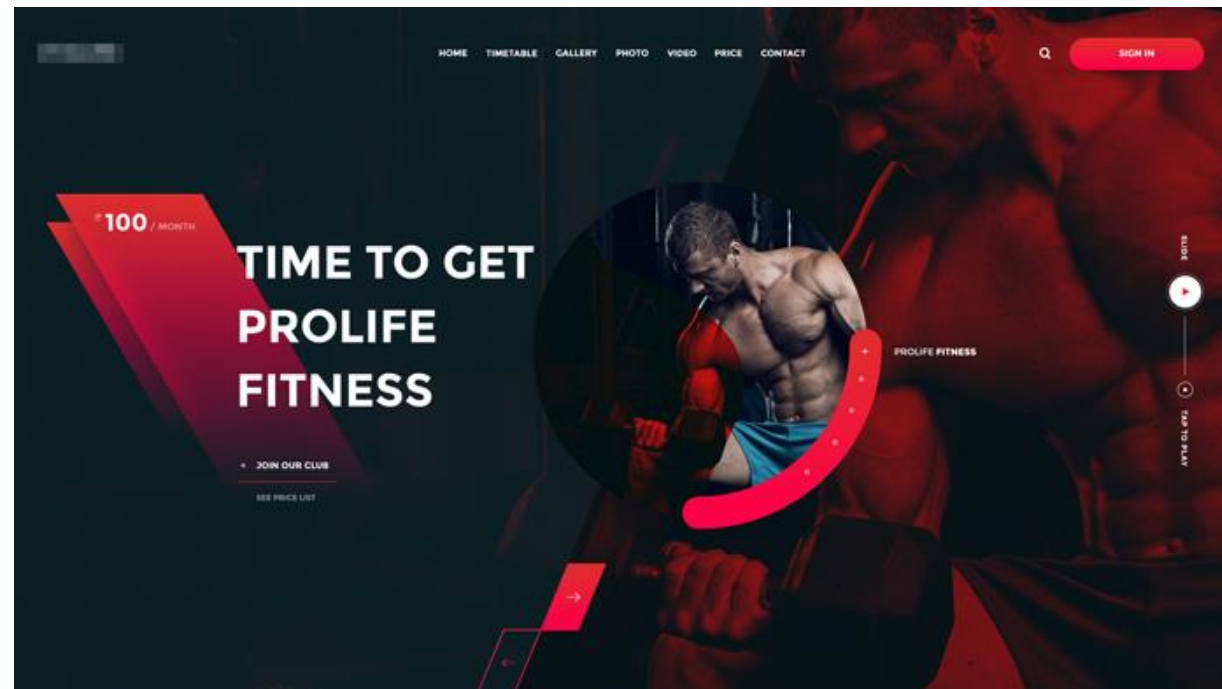 HOME TIMETABLE GALLERY PHOTO VIDEO PRICE CONTACT
SIGN IN
100 / MONTH
TIME TO GET
PROLIFE
FITNESS
+ JOIN OUR CLUB
SEE PRICE LIST
PROLIFE FITNESS
SLIDE
TAP TO PLAY